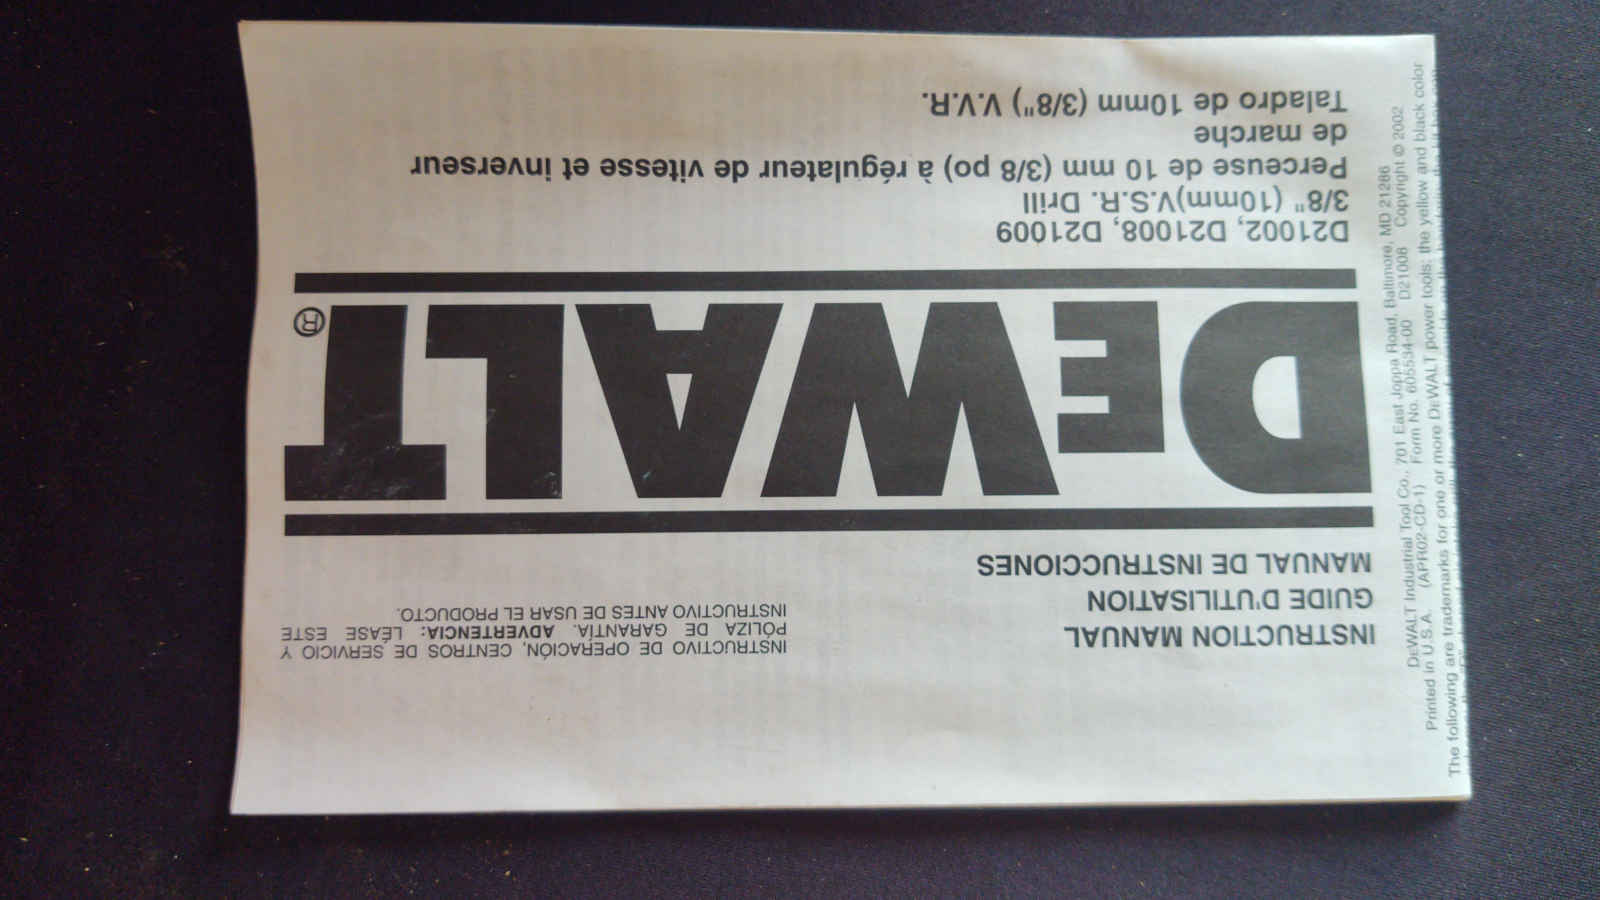 INSTRUCTION MANUAL
GUIDE D'UTILISATION
MANUAL DE INSTRUCCIONES
INSTRUCTIVO DE OPERACIÓN, CENTROS DE SERVICIO Y
PÓLIZA DE GARANTÍA. ADVERTENCIA: LÉASE ESTE
INSTRUCTIVO ANTES DE USAR EL PRODUCTO.
DEWALT®
D21002, D21008, D21009
3/8" (10mm)V.S.R. Drill
Perceuse de 10 mm (3/8 po) à régulateur de vitesse et inverseur
de marche
Taladro de 10mm (3/8") V.V.R.
DEWALT Industrial Tool Co., 701 East Joppa Road, Baltimore, MD 21286
Printed in U.S.A. (APR02-CD-1) Form No. 605534-00 D21008 Copyright © 2002
The following are trademarks for one or more DEWALT power tools: the yellow and black color